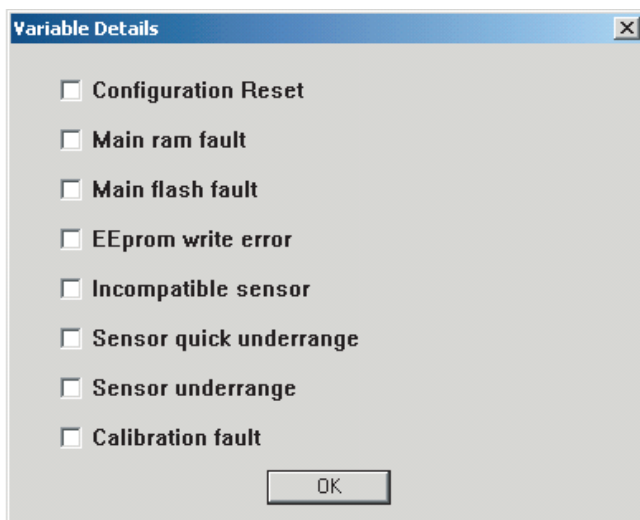 Variable Details
Configuration Reset
Main ram fault
Main flash fault
EEprom write error
Incompatible sensor
Sensor quick underrange
Sensor underrange
Calibration fault
OK